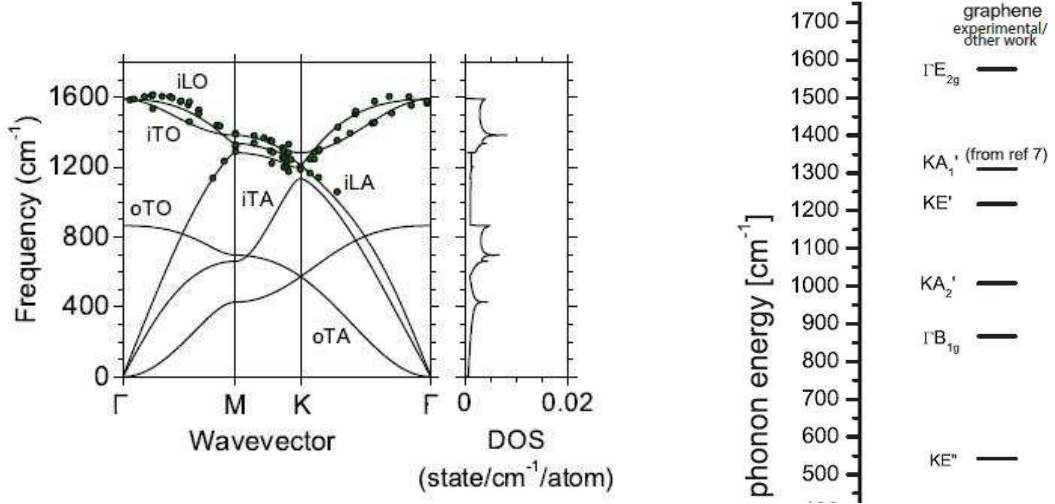 1600
1200
800
400
0
Frequency (cm⁻¹)
iLO
iTO
oTO
iTA
iLA
oTA
Γ
M
K
Γ
Wavevector
0
0.02
DOS
(state/cm⁻¹/atom)
phonon energy [cm⁻¹]
1700
1600
1500
1400
1300
1200
1100
1000
900
800
700
600
500
graphene
experimental/
other work
ΓE₂g
KA₁' (from ref 7)
KE'
KA₂'
ΓB₁g
KE"